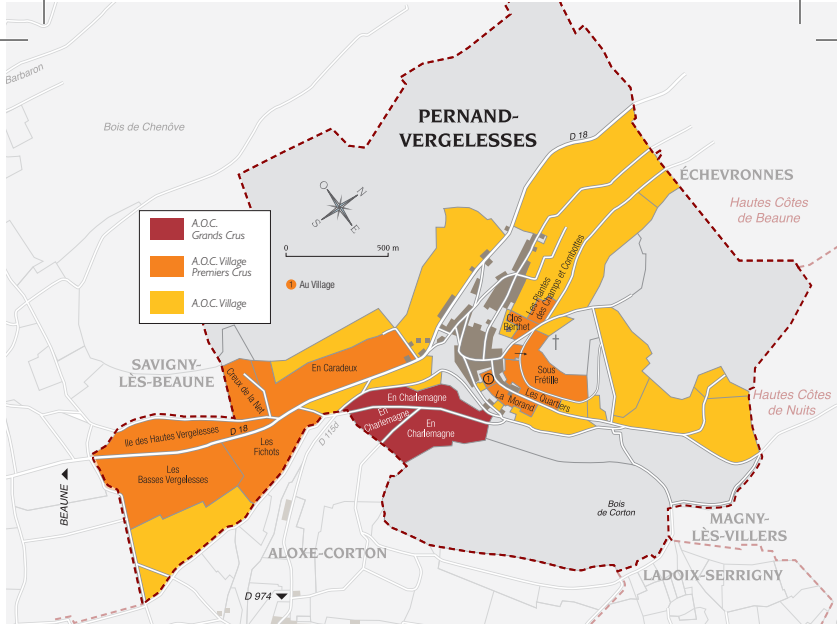 Barbaron
Bois de Chenôve
PERNAND-
VERGELESSES
D 18
ÉCHEVRONNES
Hautes Côtes
de Beaune
O
N
S
E
A.O.C.
Grands Crus
A.O.C. Village
Premiers Crus
A.O.C. Village
0
500 m
1 Au Village
Les Plantes
des Champs et Combottes
Clos
Berthet
SAVIGNY-
LÈS-BEAUNE
En Caradeux
Creux de la Net
Sous
Frétille
1
Les Quartiers
La Morand
En Charlemagne
En
Charlemagne
En
Charlemagne
Hautes Côtes
de Nuits
Ile des Hautes Vergelesses
D 18
D 115d
Les
Fichots
Les
Basses Vergelesses
BEAUNE
Bois
de Corton
ALOXE-CORTON
MAGNY-
LÈS-VILLERS
LADOIX-SERRIGNY
D 974